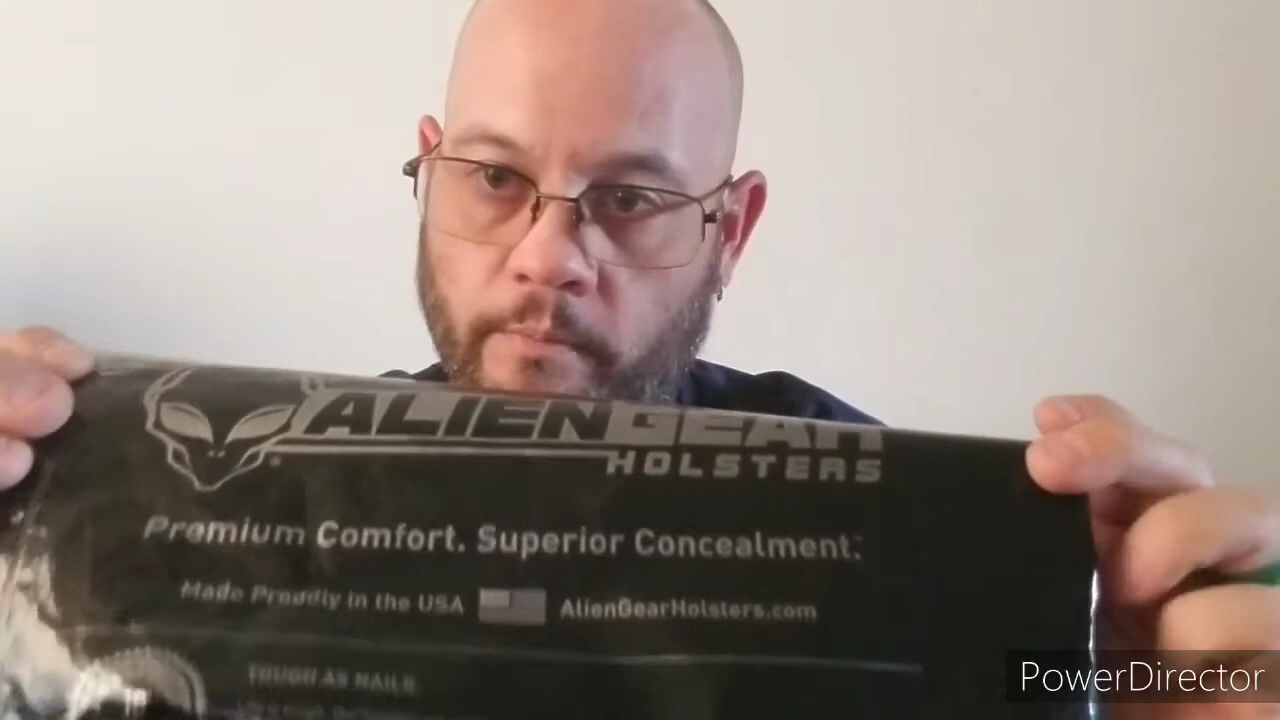 ALIENGEAR
HOLSTERS
Premium Comfort. Superior Concealment.
Made Proudly in the USA AlienGearHolsters.com
TOUGH AS NAILS.
PowerDirector